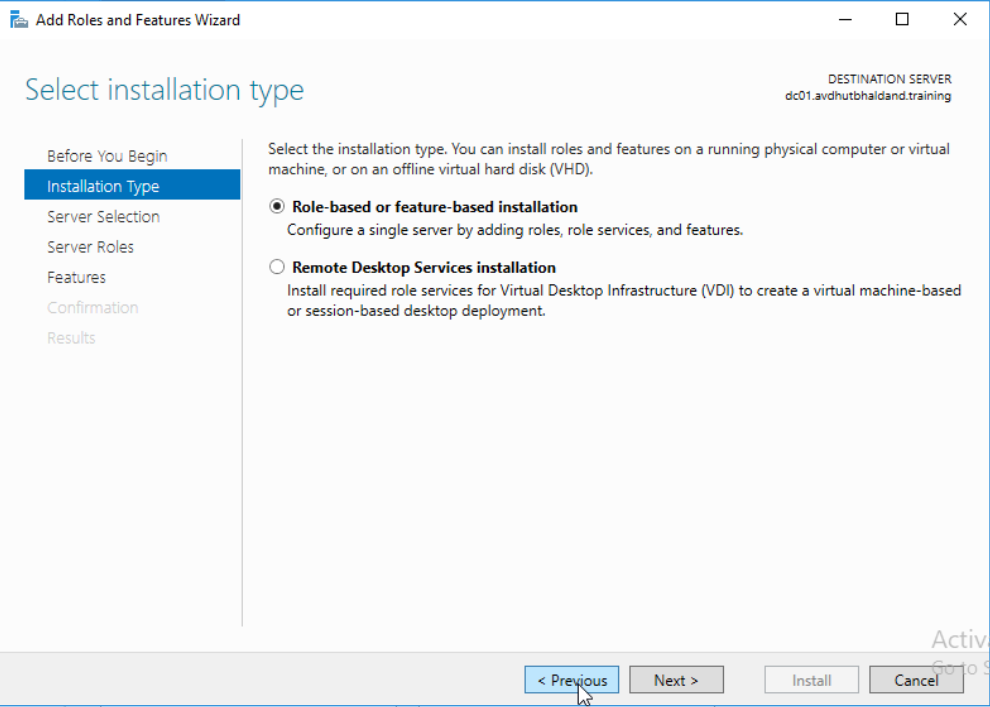 Add Roles and Features Wizard
Select installation type
DESTINATION SERVER
dc01.avdhutbhaldand.training
Before You Begin
Installation Type
Server Selection
Server Roles
Features
Confirmation
Results
Select the installation type. You can install roles and features on a running physical computer or virtual
machine, or on an offline virtual hard disk (VHD).
Role-based or feature-based installation
Configure a single server by adding roles, role services, and features.
Remote Desktop Services installation
Install required role services for Virtual Desktop Infrastructure (VDI) to create a virtual machine-based
or session-based desktop deployment.
< Previous
Next >
Install
Cancel
Go to